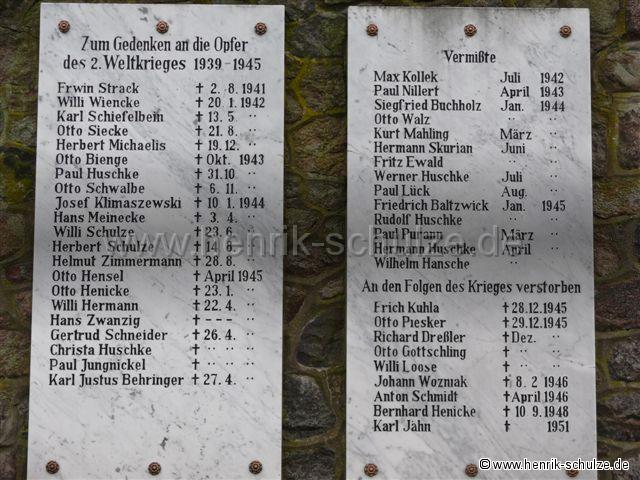 Zum Gedenken an die Opfer
des 2. Weltkrieges 1939-1945
Erwin Strack † 2. 8. 1941
Willi Wiencke † 20. 1. 1942
Karl Schiefelbein † 13. 5. "
Otto Siecke † 21. 8. "
Herbert Michaelis † 19. 12. "
Otto Bienge † Okt. 1943
Paul Huschke † 31.10. "
Otto Schwalbe † 6. 11. "
Josef Klimaszewski † 10. 1. 1944
Hans Meinecke † 3. 4. "
Willi Schulze † 23. 6. "
Herbert Schulze † 14. 6. "
Helmut Zimmermann † 28. 8. "
Otto Hensel † April 1945
Otto Henicke † 23. 1. "
Willi Hermann † 22. 4. "
Hans Zwanzig † --- "
Gertrud Schneider † 26. 4. "
Christa Huschke † " " "
Paul Jungnickel † " " "
Karl Justus Behringer † 27. 4. "
Vermißte
Max Kollek Juli 1942
Paul Nillert April 1943
Siegfried Buchholz Jan. 1944
Otto Walz " "
Kurt Mahling März "
Hermann Skurian Juni "
Fritz Ewald " "
Werner Huschke Juli "
Paul Lück Aug. "
Friedrich Baltzwick Jan. 1945
Rudolf Huschke " "
Paul Purann März "
Hermann Huschke April "
Wilhelm Hansche " "
An den Folgen des Krieges verstorben
Erich Kuhla † 28.12.1945
Otto Piesker † 29.12.1945
Richard Dreßler † Dez. "
Otto Gottschling † " "
Willi Loose † " "
Johann Wozniak † 8. 2 1946
Anton Schmidt † April 1946
Bernhard Henicke † 10. 9. 1948
Karl Jähn † 1951
www.henrik-schulze.de
© www.henrik-schulze.de